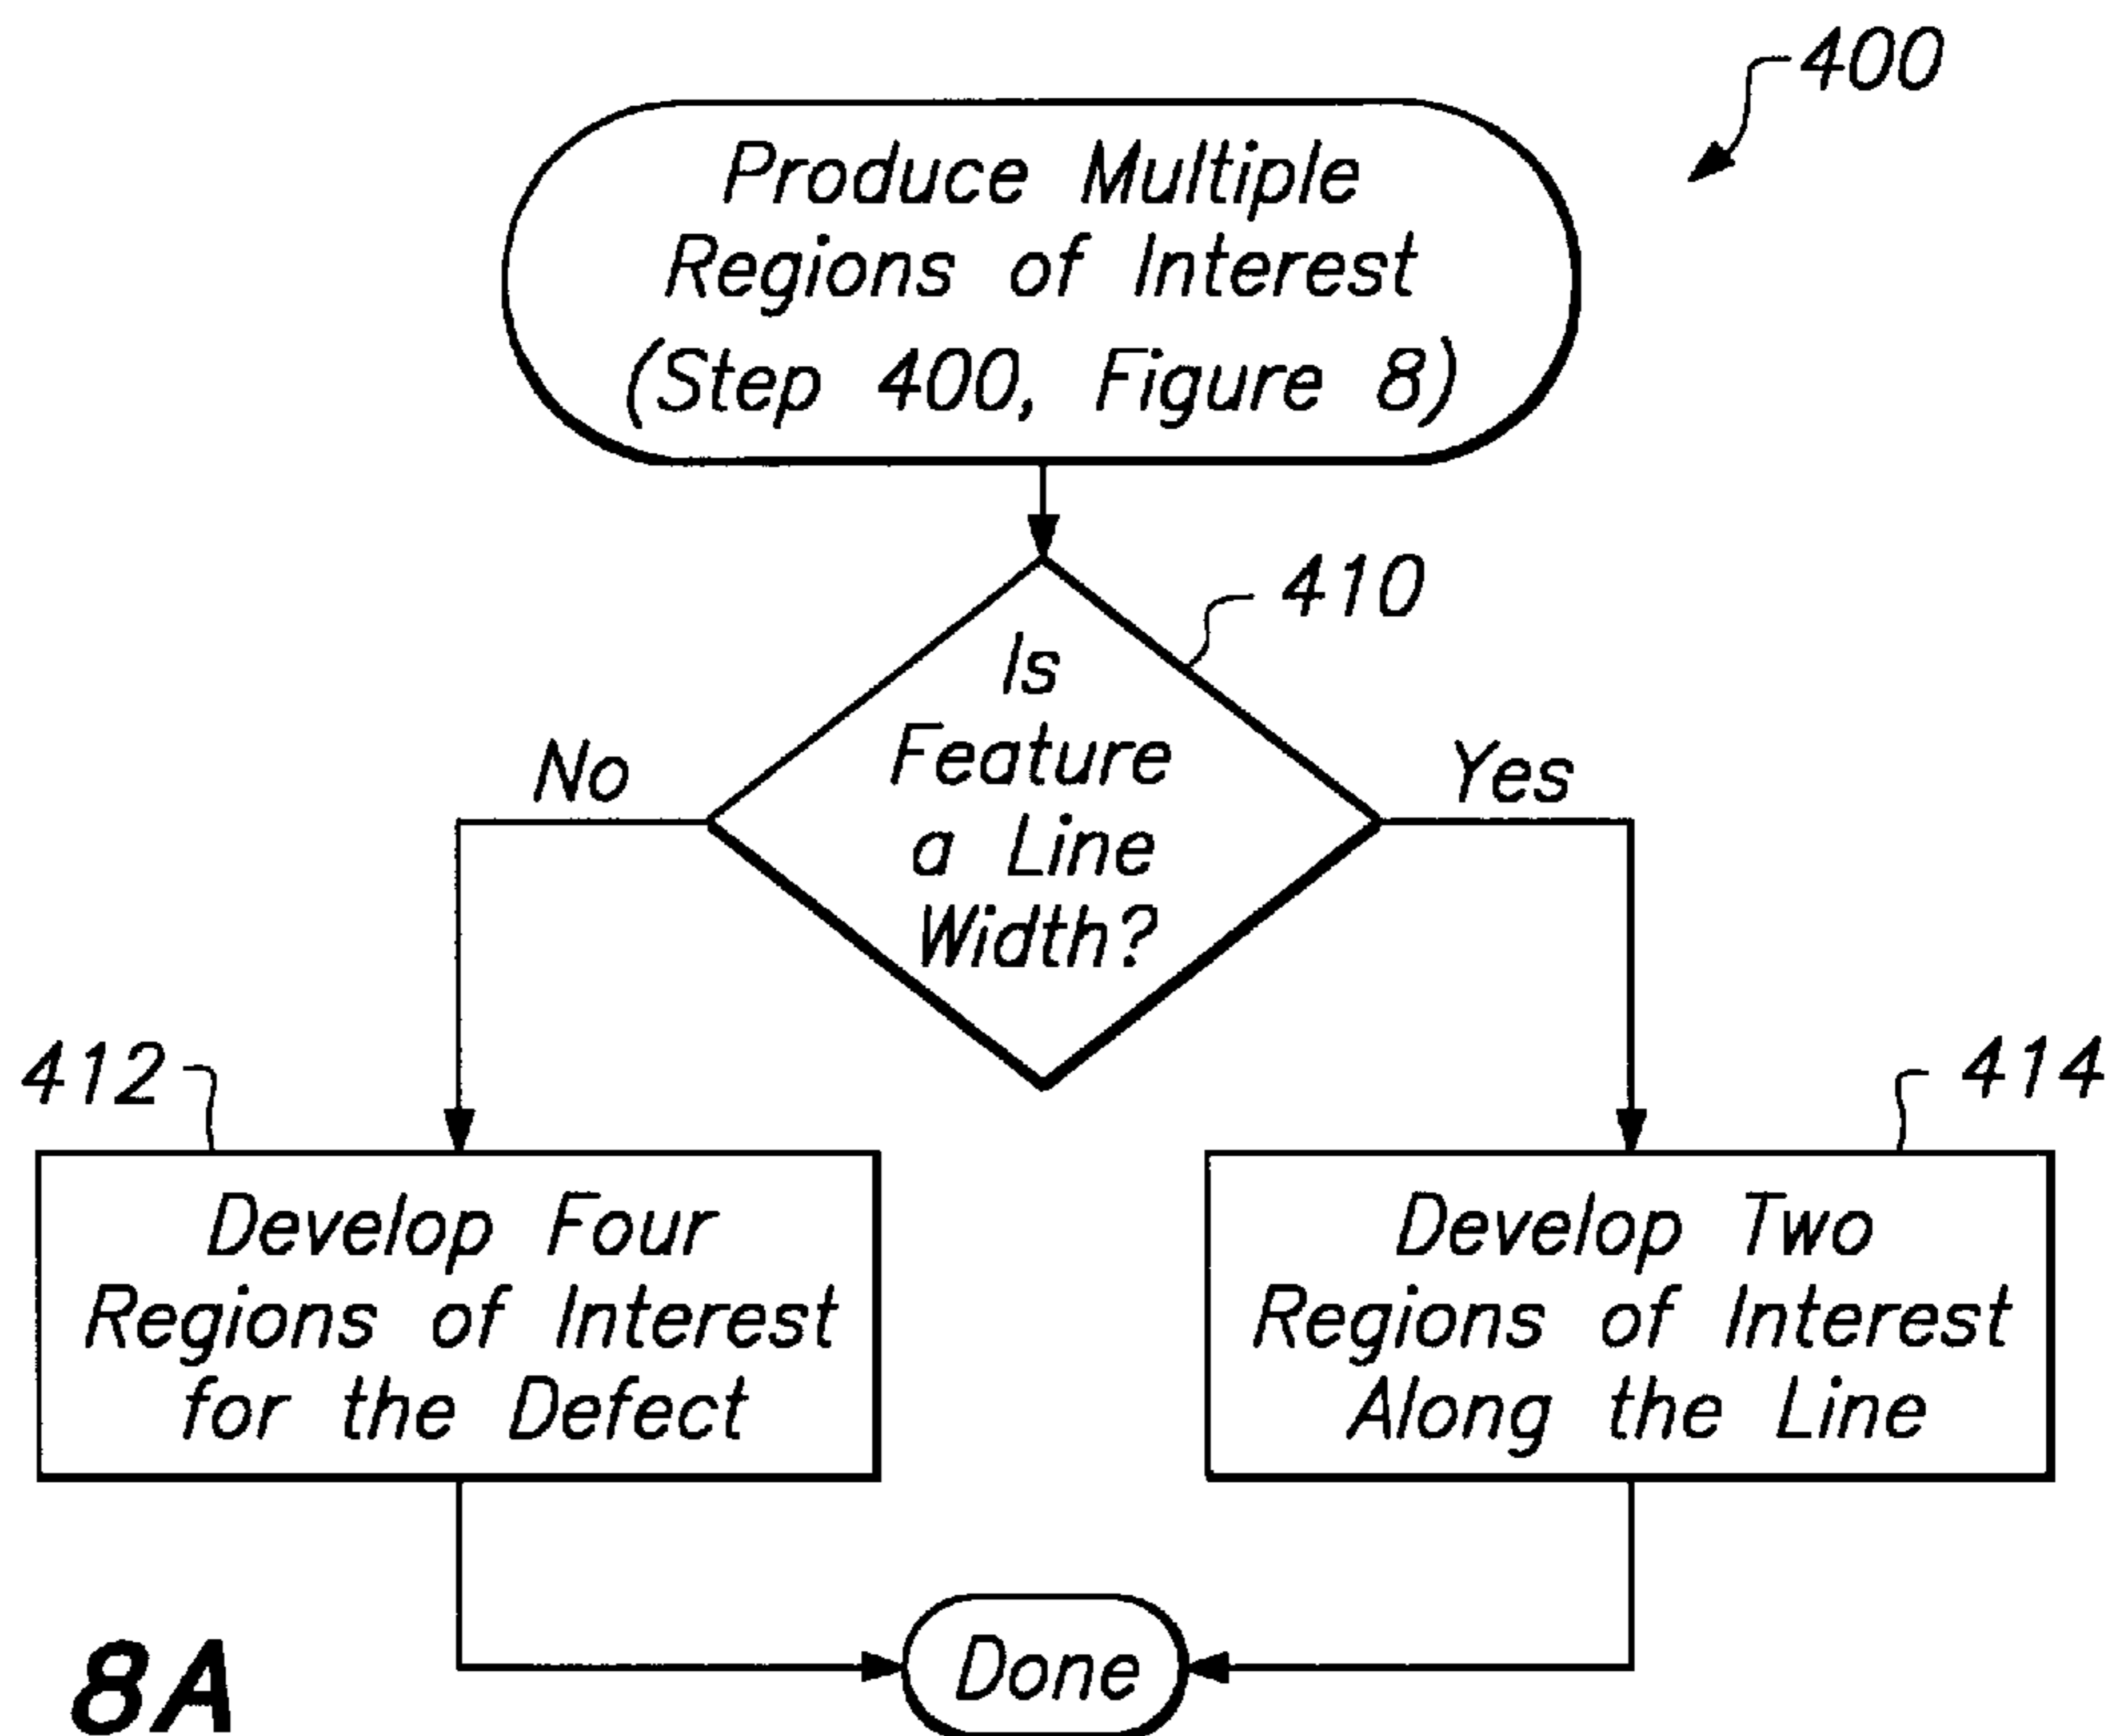 400
Produce Multiple
Regions of Interest
(Step 400, Figure 8)
410
Is
Feature
a Line
Width?
No
Yes
412
414
Develop Four
Regions of Interest
for the Defect
Develop Two
Regions of Interest
Along the Line
Done
8A